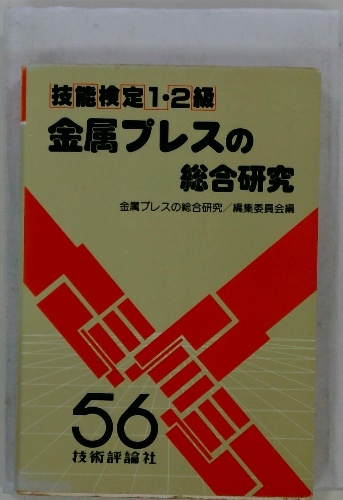 技能検定1・2級
金属プレスの
総合研究
金属プレスの総合研究／編集委員会編
56
技術評論社